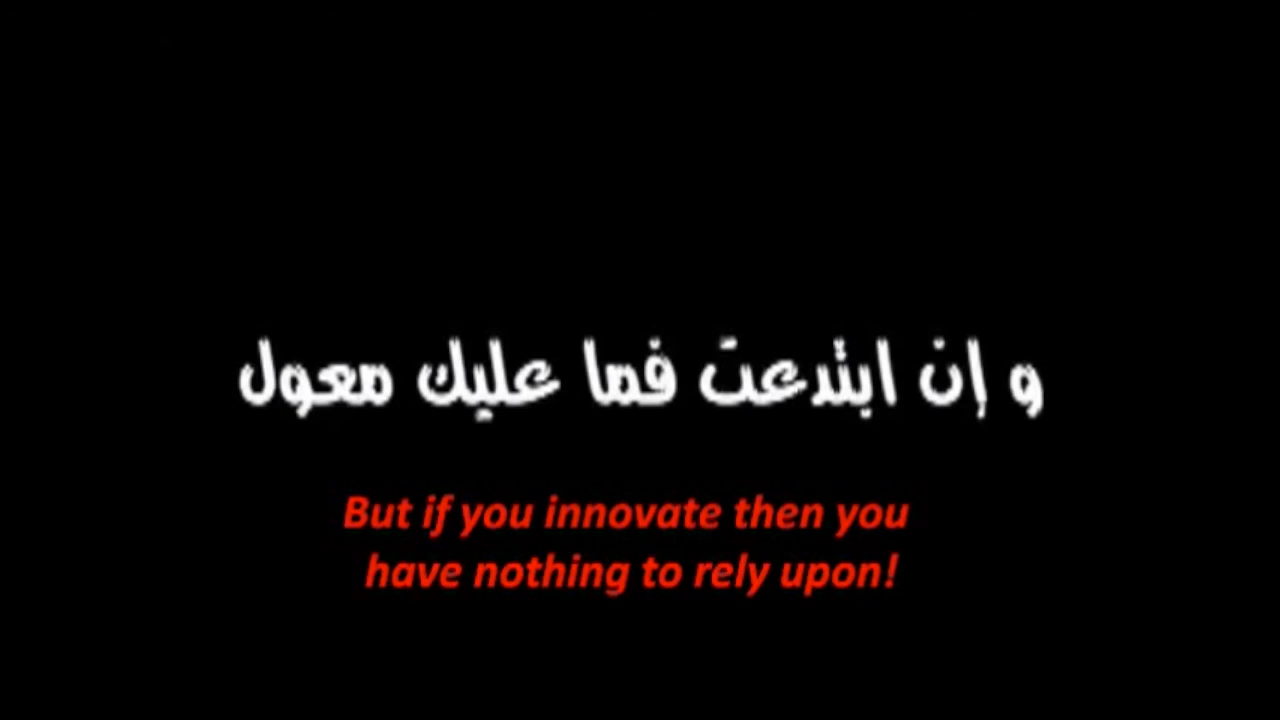 و إن ابتدعت فما عليك معول
But if you innovate then you
have nothing to rely upon!